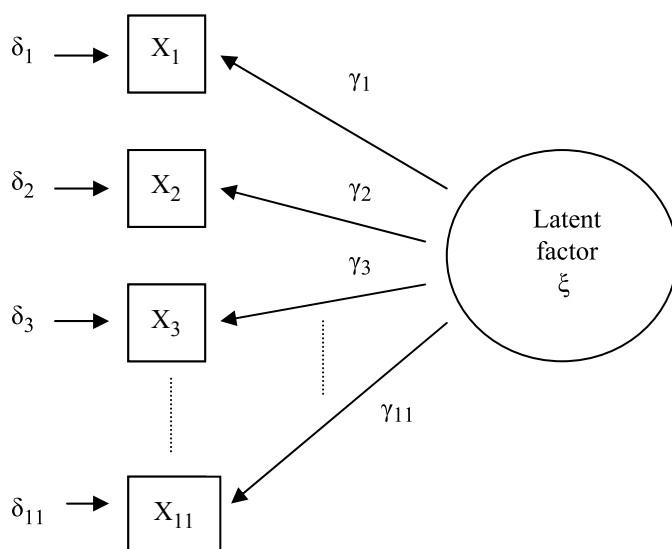 δ₁ X₁
γ₁
δ₂ X₂ γ₂
Latent
factor
ξ
γ₃
δ₃ X₃
γ₁₁
δ₁₁ X₁₁